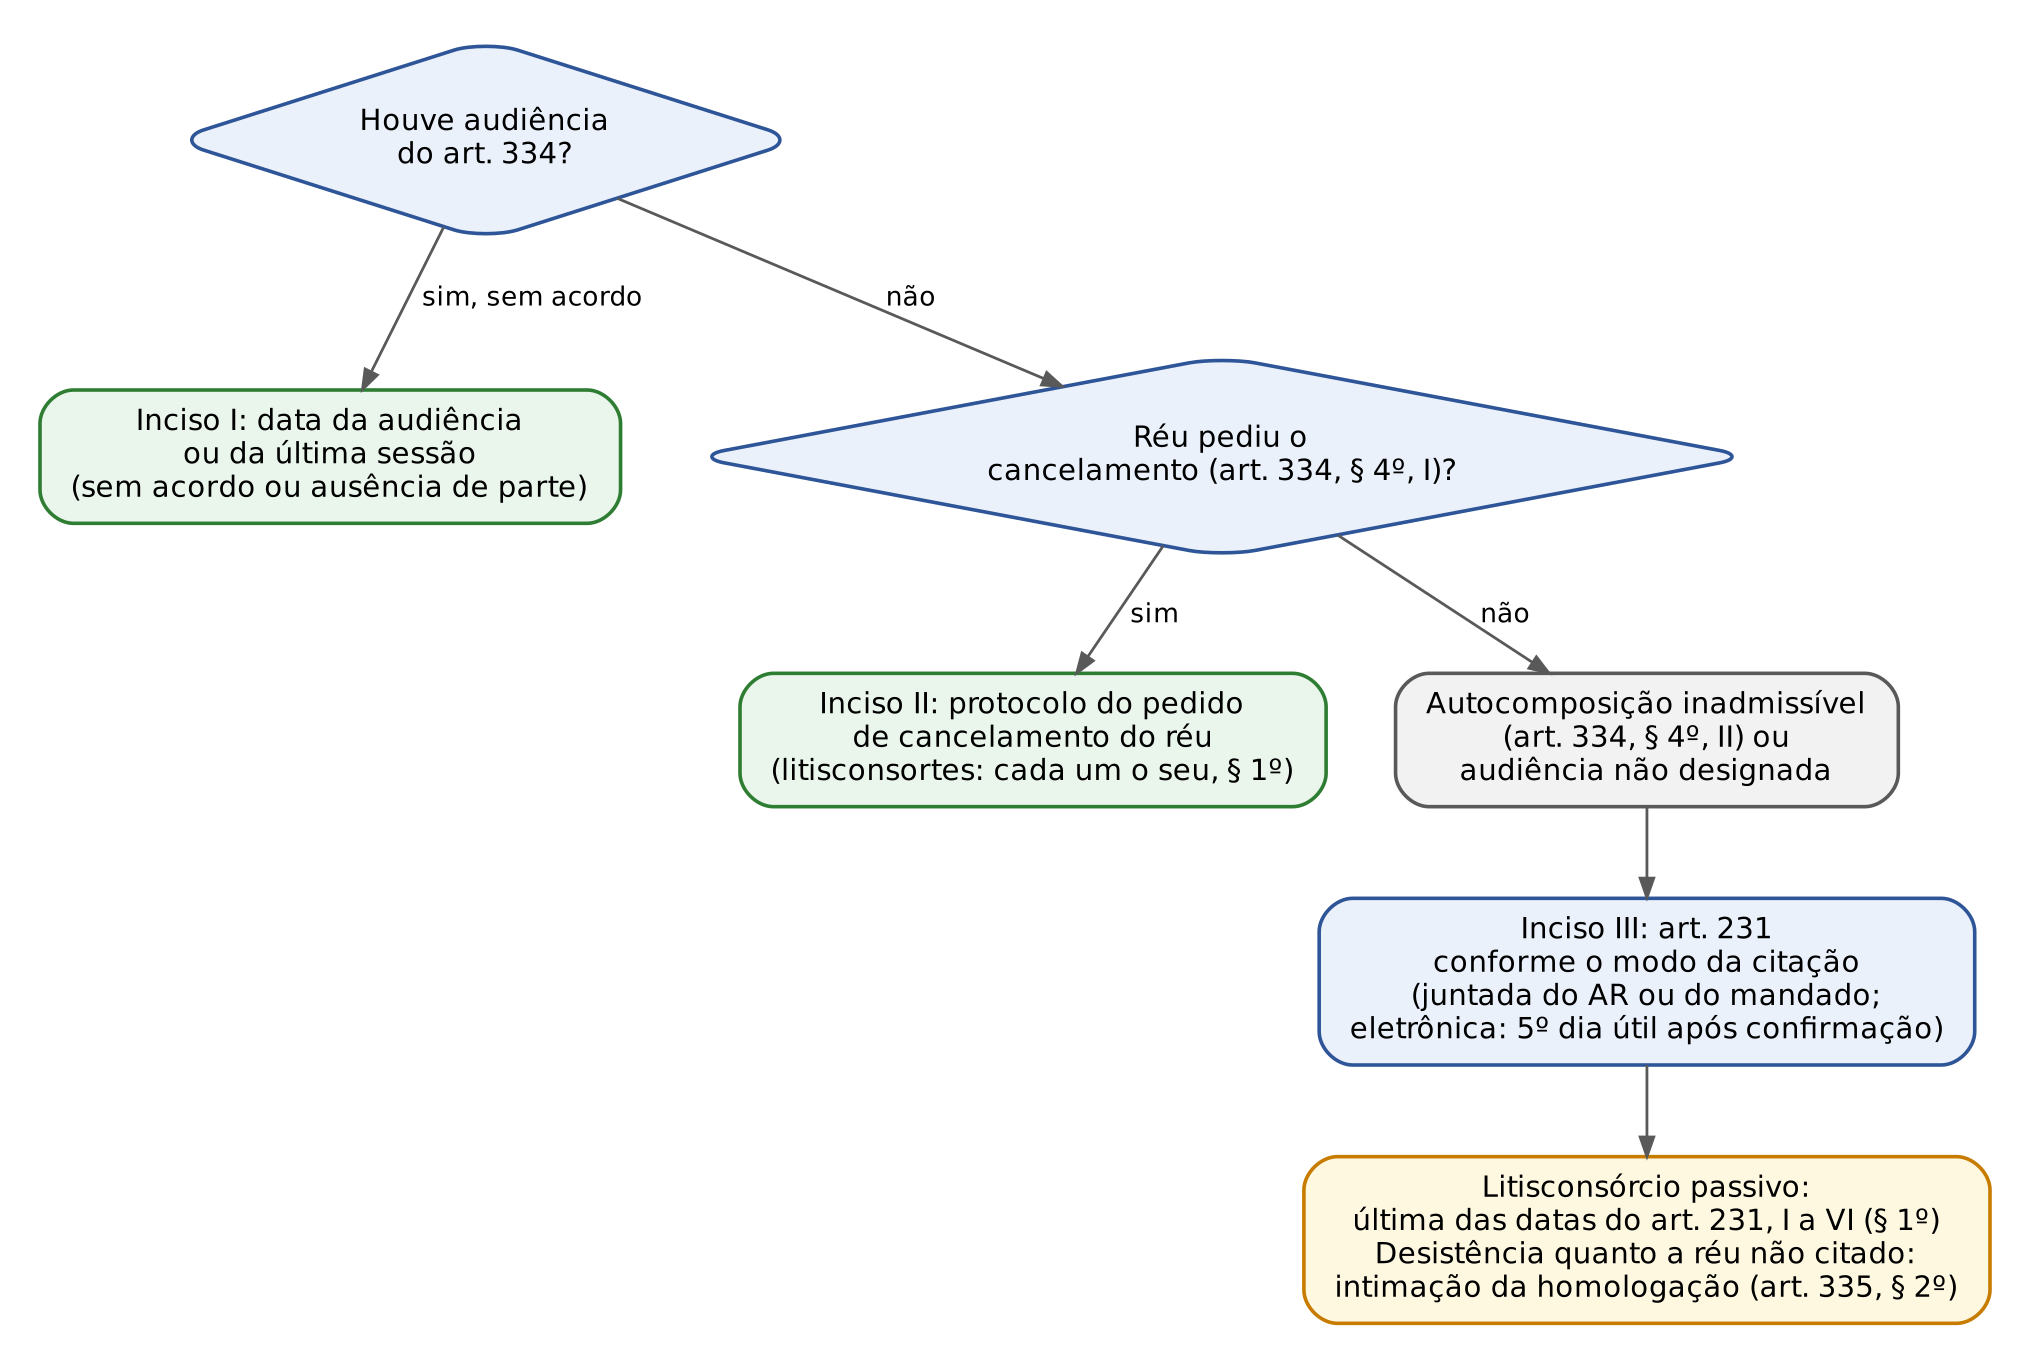 Houve audiência
do art. 334?
sim, sem acordo
não
Inciso I: data da audiência
ou da última sessão
(sem acordo ou ausência de parte)
Réu pediu o
cancelamento (art. 334, § 4º, I)?
sim
não
Inciso II: protocolo do pedido
de cancelamento do réu
(litisconsortes: cada um o seu, § 1º)
Autocomposição inadmissível
(art. 334, § 4º, II) ou
audiência não designada
Inciso III: art. 231
conforme o modo da citação
(juntada do AR ou do mandado;
eletrônica: 5º dia útil após confirmação)
Litisconsórcio passivo:
última das datas do art. 231, I a VI (§ 1º)
Desistência quanto a réu não citado:
intimação da homologação (art. 335, § 2º)